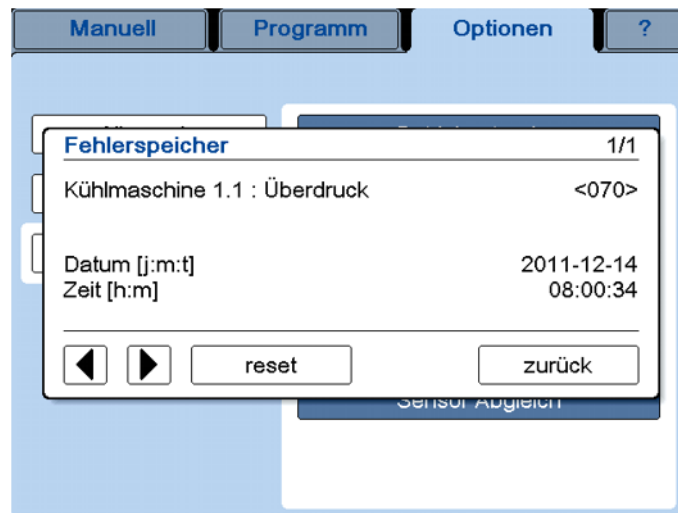 Manuell Programm Optionen ?
Fehlerspeicher 1/1
Kühlmaschine 1.1 : Überdruck <070>
Datum [j:m:t] 2011-12-14
Zeit [h:m] 08:00:34
reset zurück
Sensor Abgleich